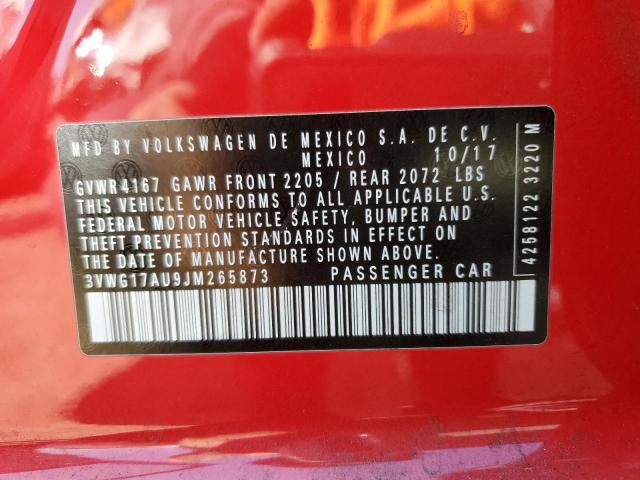 MFD BY VOLKSWAGEN DE MEXICO S.A. DE C.V.
MEXICO 10/17
GVWR4167 GAWR FRONT 2205 / REAR 2072 LBS
THIS VEHICLE CONFORMS TO ALL APPLICABLE U.S.
FEDERAL MOTOR VEHICLE SAFETY, BUMPER AND
THEFT PREVENTION STANDARDS IN EFFECT ON
THE DATE OF MANUFACTURE SHOWN ABOVE.
3VWG17AU9JM265873 PASSENGER CAR
4258122 3220 M